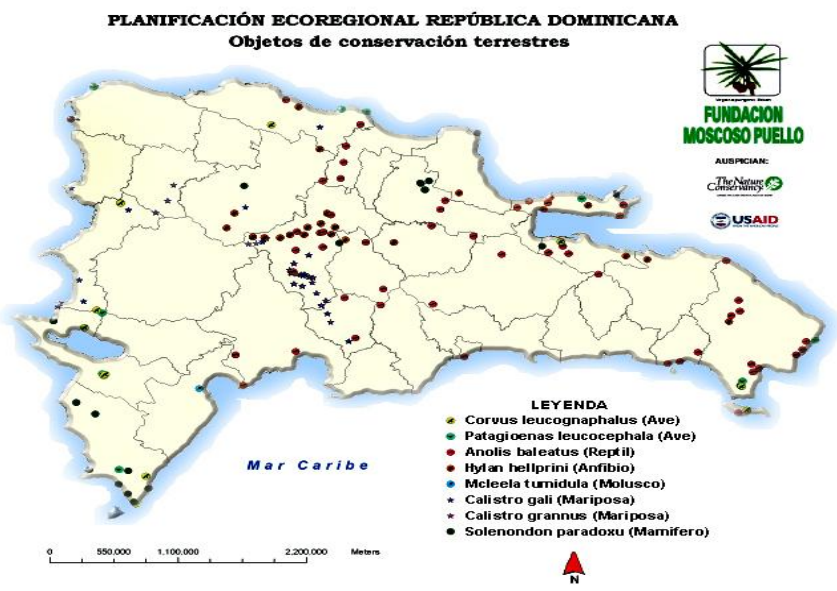 PLANIFICACIÓN ECOREGIONAL REPÚBLICA DOMINICANA
Objetos de conservación terrestres
FUNDACION
MOSCOSO PUELLO
AUSPICIAN:
The Nature
Conservancy
USAID
LEYENDA
Corvus leucognaphalus (Ave)
Patagioenas leucocephala (Ave)
Anolis baleatus (Reptil)
Hylan hellprini (Anfibio)
Mcleela tumidula (Molusco)
Calistro gali (Mariposa)
Calistro grannus (Mariposa)
Solenondon paradoxu (Mamifero)
Mar Caribe
0 550,000 1,100,000 2,200,000 Meters
N